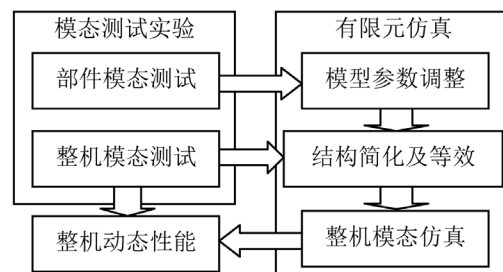 模态测试实验
有限元仿真
部件模态测试
模型参数调整
整机模态测试
结构简化及等效
整机动态性能
整机模态仿真